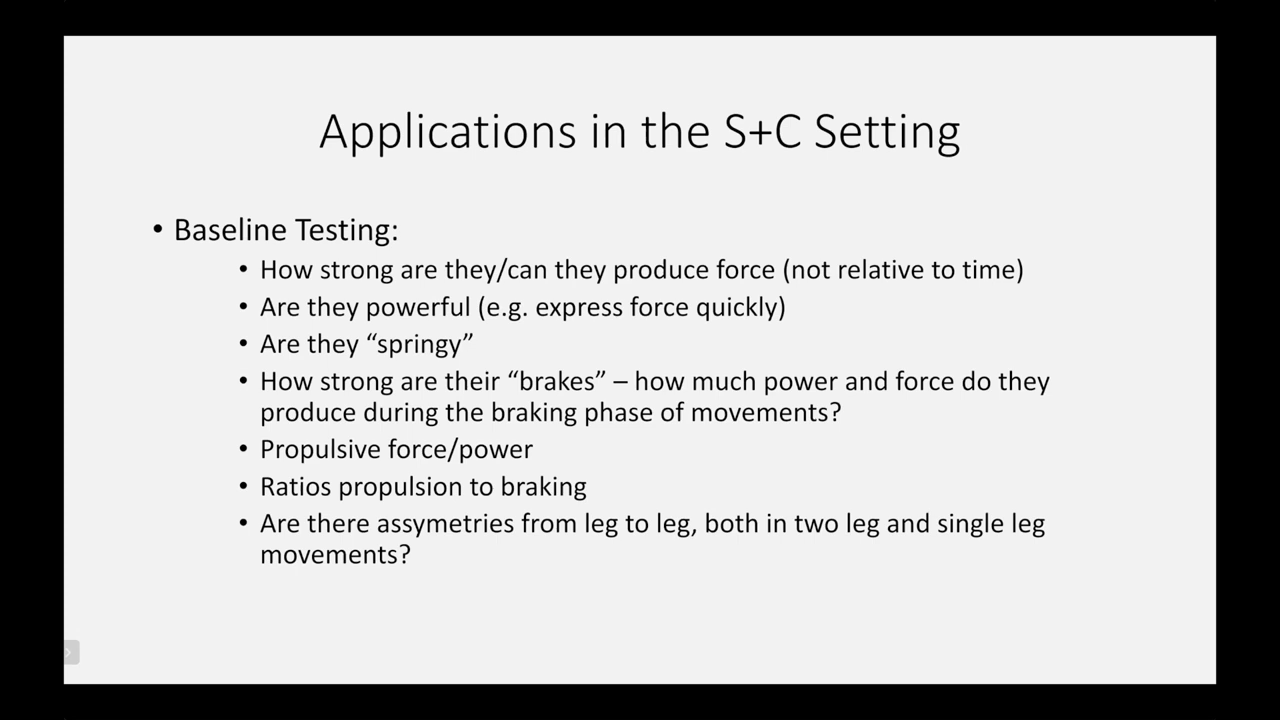 Applications in the S+C Setting
• Baseline Testing:
• How strong are they/can they produce force (not relative to time)
• Are they powerful (e.g. express force quickly)
• Are they “springy”
• How strong are their “brakes” – how much power and force do they
produce during the braking phase of movements?
• Propulsive force/power
• Ratios propulsion to braking
• Are there assymetries from leg to leg, both in two leg and single leg
movements?